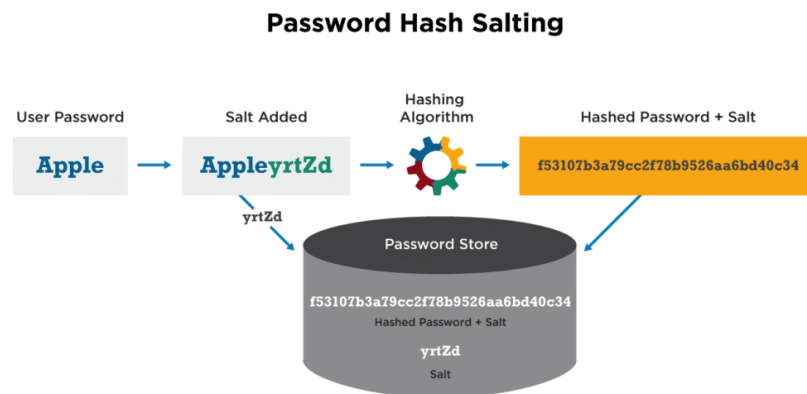 Password Hash Salting
User Password
Salt Added
Hashing
Algorithm
Hashed Password + Salt
Apple
AppleyrtZd
f53107b3a79cc2f78b9526aa6bd40c34
yrtZd
Password Store
f53107b3a79cc2f78b9526aa6bd40c34
Hashed Password + Salt
yrtZd
Salt